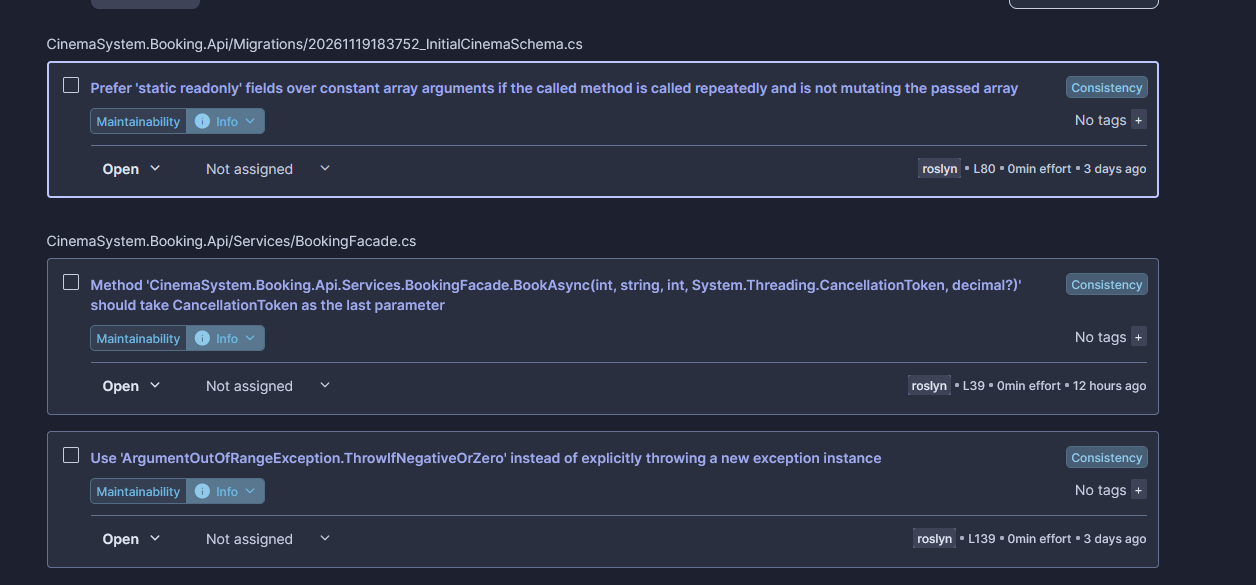 CinemaSystem.Booking.Api/Migrations/20261119183752_InitialCinemaSchema.cs
Prefer 'static readonly' fields over constant array arguments if the called method is called repeatedly and is not mutating the passed array
Consistency
Maintainability Info
No tags +
Open Not assigned
roslyn • L80 • 0min effort • 3 days ago
CinemaSystem.Booking.Api/Services/BookingFacade.cs
Method 'CinemaSystem.Booking.Api.Services.BookingFacade.BookAsync(int, string, int, System.Threading.CancellationToken, decimal?)'
should take CancellationToken as the last parameter
Consistency
Maintainability Info
No tags +
Open Not assigned
roslyn • L39 • 0min effort • 12 hours ago
Use 'ArgumentOutOfRangeException.ThrowIfNegativeOrZero' instead of explicitly throwing a new exception instance
Consistency
Maintainability Info
No tags +
Open Not assigned
roslyn • L139 • 0min effort • 3 days ago